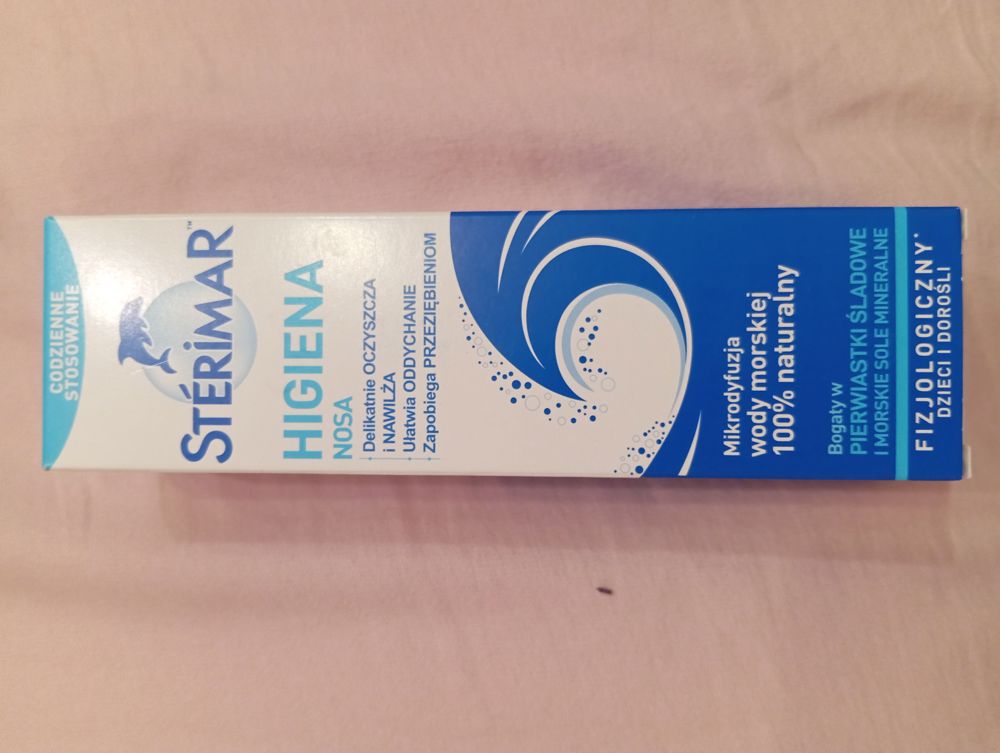 CODZIENNE
STOSOWANIE
STÉRIMAR™
HIGIENA
NOSA
Delikatnie OCZYSZCZA
i NAWILŻA
Ułatwia ODDYCHANIE
Zapobiega PRZEZIĘBIENIOM
Mikrodyfuzja
wody morskiej
100% naturalny
Bogaty w
PIERWIASTKI ŚLADOWE
I MORSKIE SOLE MINERALNE
FIZJOLOGICZNY*
DZIECI I DOROŚLI